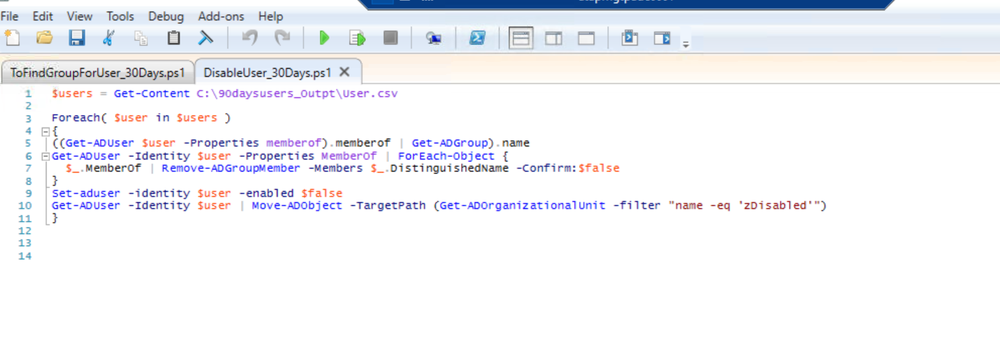 File Edit View Tools Debug Add-ons Help
ToFindGroupForUser_30Days.ps1 DisableUser_30Days.ps1
1 $users = Get-Content C:\90daysusers_Outpt\User.csv
2
3 Foreach( $user in $users )
4 {
5 ((Get-ADUser $user -Properties memberof).memberof | Get-ADGroup).name
6 Get-ADUser -Identity $user -Properties MemberOf | ForEach-Object {
7 $_.MemberOf | Remove-ADGroupMember -Members $_.DistinguishedName -Confirm:$false
8 }
9 Set-aduser -identity $user -enabled $false
10 Get-ADUser -Identity $user | Move-ADObject -TargetPath (Get-ADOrganizationalUnit -filter "name -eq 'zDisabled'")
11 }
12
13
14